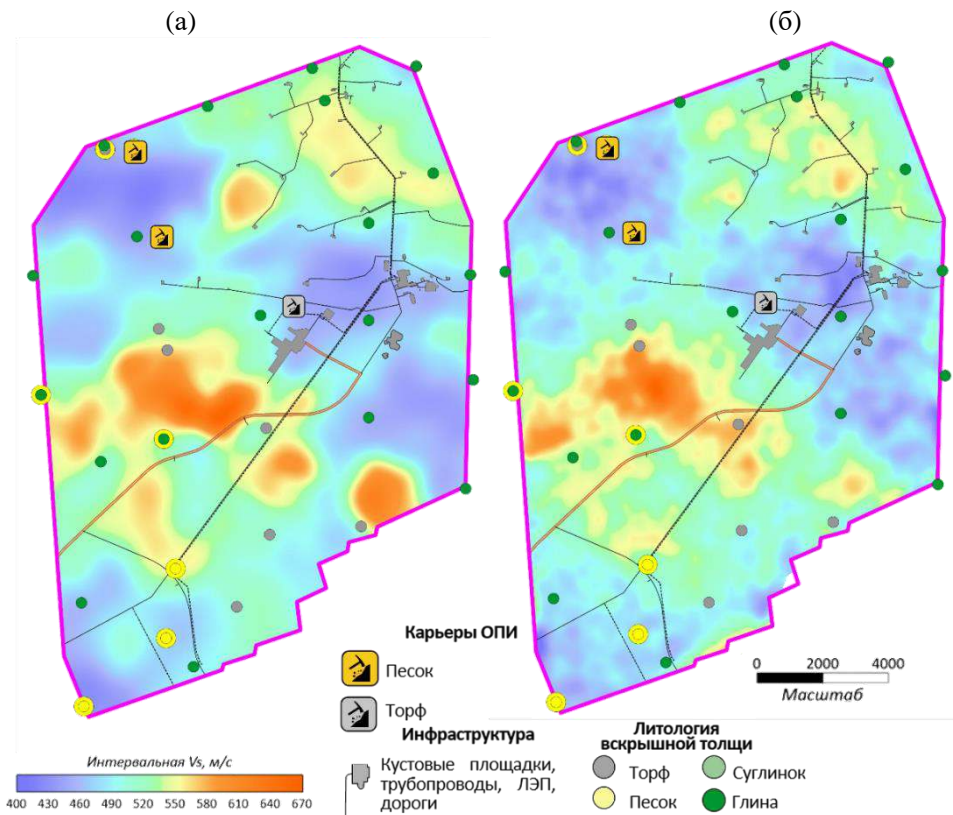 (а)
(б)
Карьеры ОПИ
Песок
Торф
Инфраструктура
Кустовые площадки,
трубопроводы, ЛЭП,
дороги
0 2000 4000
Масштаб
Литология
вскрышной толщи
Торф
Суглинок
Песок
Глина
Интервальная Vs, м/с
400 430 460 490 520 550 580 610 640 670